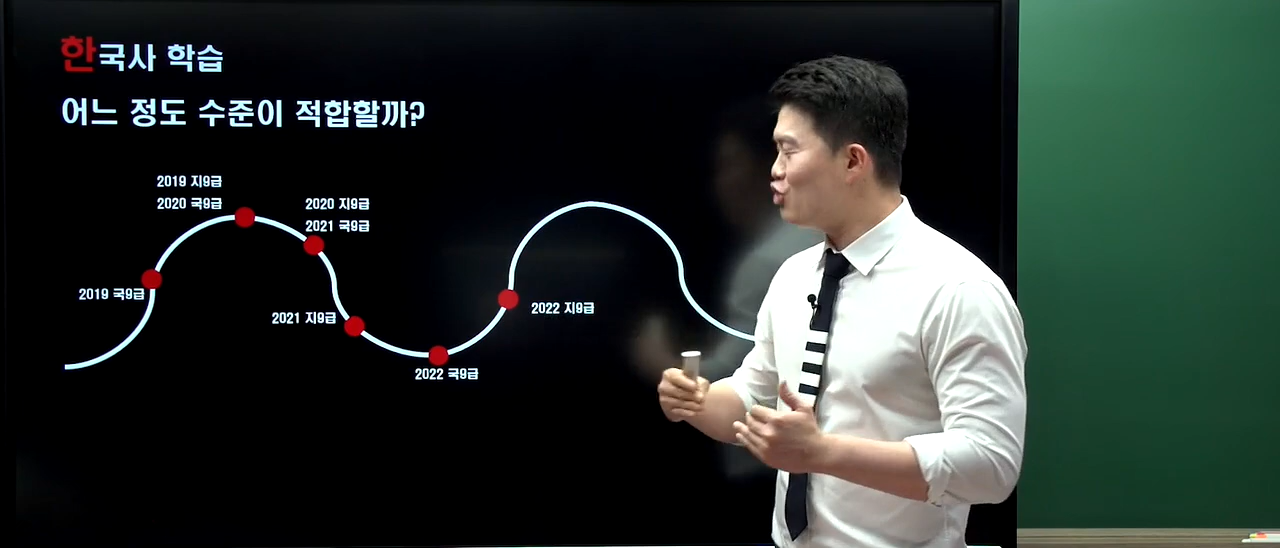 한국사 학습
어느 정도 수준이 적합할까?
2019 지9급
2020 국9급
2020 지9급
2021 국9급
2019 국9급
2021 지9급
2022 지9급
2022 국9급